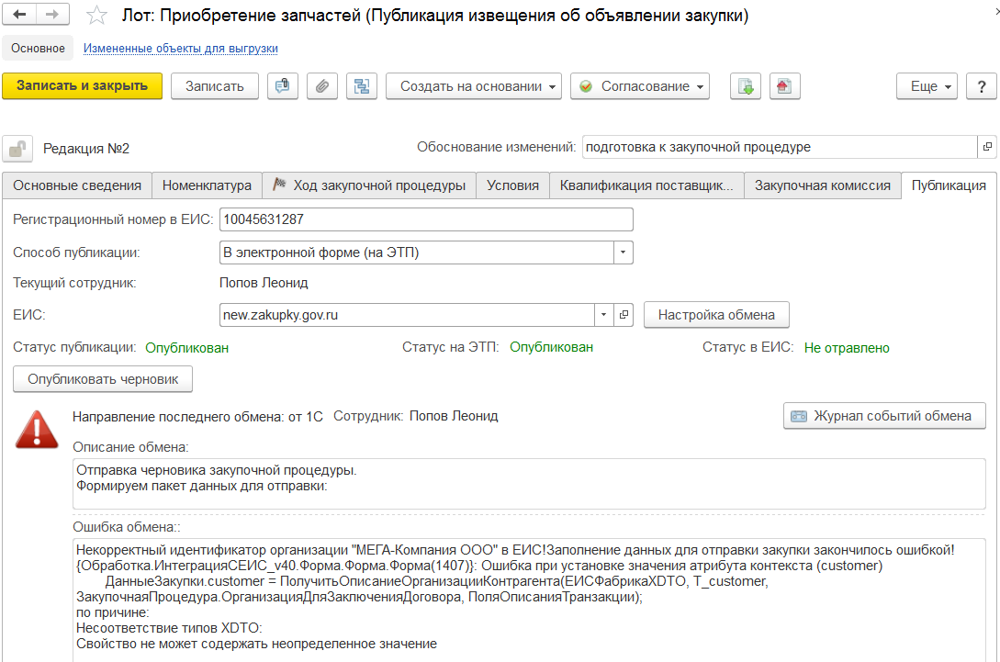 Лот: Приобретение запчастей (Публикация извещения об объявлении закупки)
Основное Измененные объекты для выгрузки
Записать и закрыть Записать Создать на основании Согласование Еще ?
Редакция №2 Обоснование изменений: подготовка к закупочной процедуре
Основные сведения Номенклатура Ход закупочной процедуры Условия Квалификация поставщик... Закупочная комиссия Публикация
Регистрационный номер в ЕИС: 10045631287
Способ публикации: В электронной форме (на ЭТП)
Текущий сотрудник: Попов Леонид
ЕИС: new.zakupky.gov.ru Настройка обмена
Статус публикации: Опубликован Статус на ЭТП: Опубликован Статус в ЕИС: Не отравлено
Опубликовать черновик
Направление последнего обмена: от 1С Сотрудник: Попов Леонид Журнал событий обмена
Описание обмена:
Отправка черновика закупочной процедуры.
Формируем пакет данных для отправки:
Ошибка обмена::
Некорректный идентификатор организации "МЕГА-Компания ООО" в ЕИС!Заполнение данных для отправки закупки закончилось ошибкой!
{Обработка.ИнтеграцияСЕИС_v40.Форма.Форма.Форма(1407)}: Ошибка при установке значения атрибута контекста (customer)
ДанныеЗакупки.customer = ПолучитьОписаниеОрганизацииКонтрагента(ЕИСФабрикаXDTO, T_customer,
ЗакупочнаяПроцедура.ОрганизацияДляЗаключенияДоговора, ПоляОписанияТранзакции);
по причине:
Несоответствие типов XDTO:
Свойство не может содержать неопределенное значение